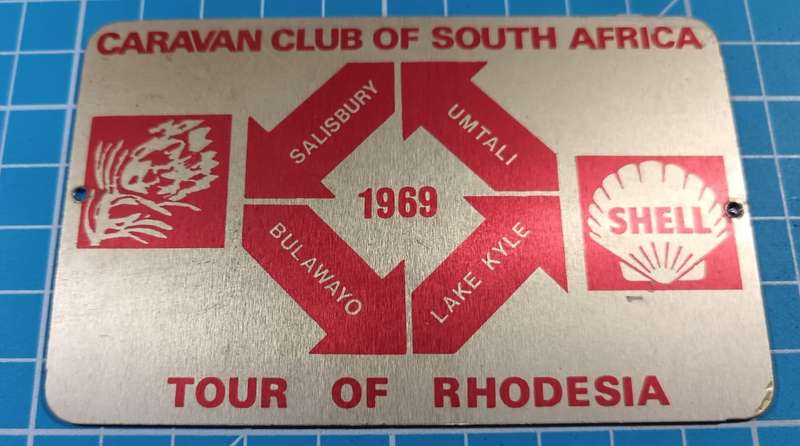 CARAVAN CLUB OF SOUTH AFRICA
SALISBURY
UMTALI
1969
SHELL
BULAWAYO
LAKE KYLE
TOUR OF RHODESIA